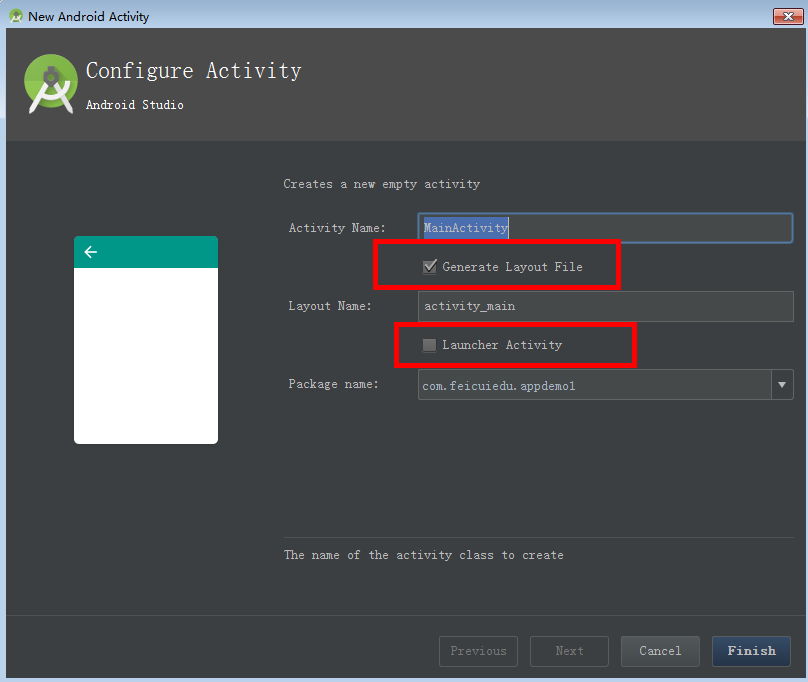 New Android Activity
Configure Activity
Android Studio
Creates a new empty activity
Activity Name: MainActivity
Generate Layout File
Layout Name: activity_main
Launcher Activity
Package name: com.feicuiedu.appdemo1
The name of the activity class to create
Previous Next Cancel Finish